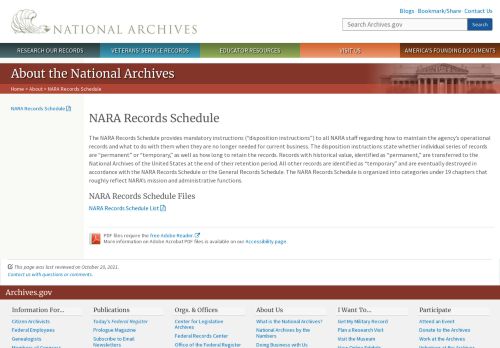 Blogs · Bookmark/Share · Contact Us
NATIONAL ARCHIVES
Search Archives.gov
Search
RESEARCH OUR RECORDS
VETERANS' SERVICE RECORDS
EDUCATOR RESOURCES
VISIT US
AMERICA'S FOUNDING DOCUMENTS
About the National Archives
Home > About > NARA Records Schedule
NARA Records Schedule
NARA Records Schedule
The NARA Records Schedule provides mandatory instructions ("disposition instructions") to all NARA staff regarding how to maintain the agency's operational
records and what to do with them when they are no longer needed for current business. The disposition instructions state whether individual series of records
are "permanent" or "temporary," as well as how long to retain the records. Records with historical value, identified as "permanent," are transferred to the
National Archives of the United States at the end of their retention period. All other records are identified as "temporary" and are eventually destroyed in
accordance with the NARA Records Schedule or the General Records Schedule. The NARA Records Schedule is organized into categories under 19 chapters that
roughly reflect NARA's mission and administrative functions.
NARA Records Schedule Files
NARA Records Schedule List
PDF files require the free Adobe Reader.
More information on Adobe Acrobat PDF files is available on our Accessibility page.
This page was last reviewed on October 20, 2021.
Contact us with questions or comments.
Archives.gov
Information For…
Citizen Archivists
Federal Employees
Genealogists
Members of Congress
Publications
Today's Federal Register
Prologue Magazine
Subscribe to Email
Newsletters
Orgs. & Offices
Center for Legislative
Archives
Federal Records Center
Office of the Federal Register
About Us
What is the National Archives?
National Archives by the
Numbers
Doing Business with Us
I Want To…
Get My Military Record
Plan a Research Visit
Visit the Museum
View Online Exhibits
Participate
Attend an Event
Donate to the Archives
Work at the Archives
Volunteer at the Archives